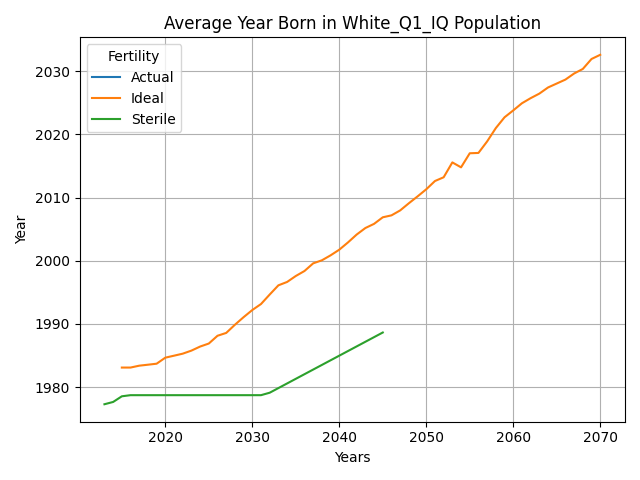 Average Year Born in White_Q1_IQ Population
Fertility
Actual
Ideal
Sterile
Year
2030
2020
2010
2000
1990
1980
2020 2030 2040 2050 2060 2070
Years